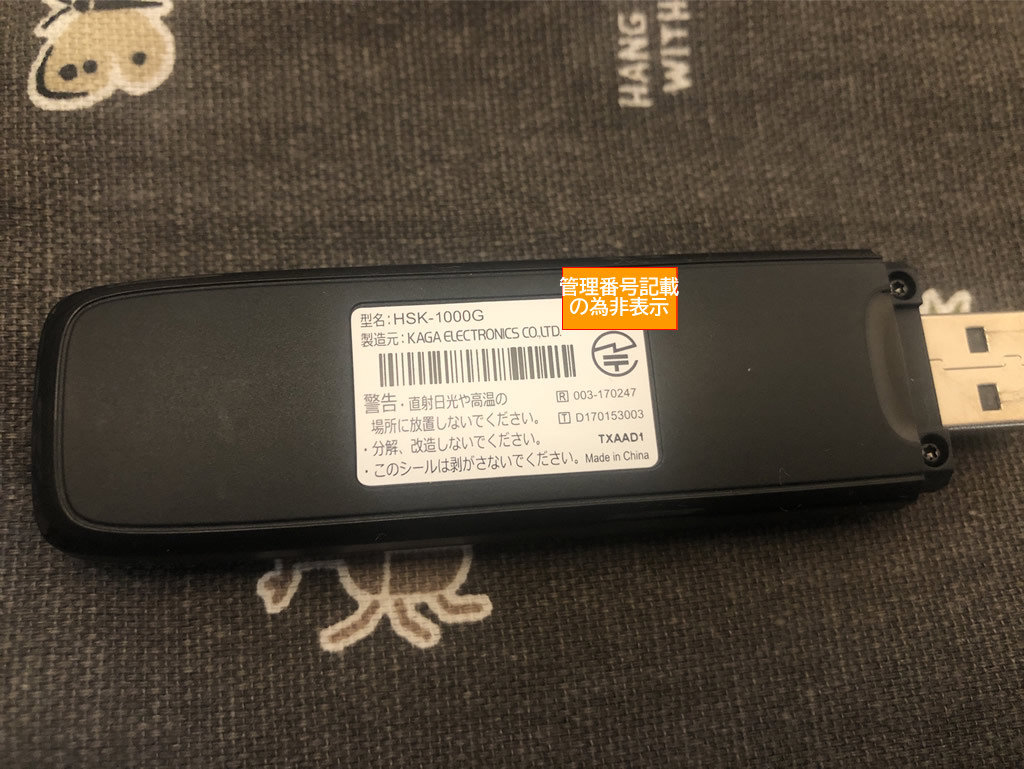 HANG
WITH
管理番号記載
の為非表示
型名:HSK-1000G
製造元:KAGA ELECTRONICS CO.,LTD.
警告・直射日光や高温の
場所に放置しないでください。
・分解、改造しないでください。
・このシールは剥がさないでください。
R 003-170247
T D170153003
TXAAD1
Made in China